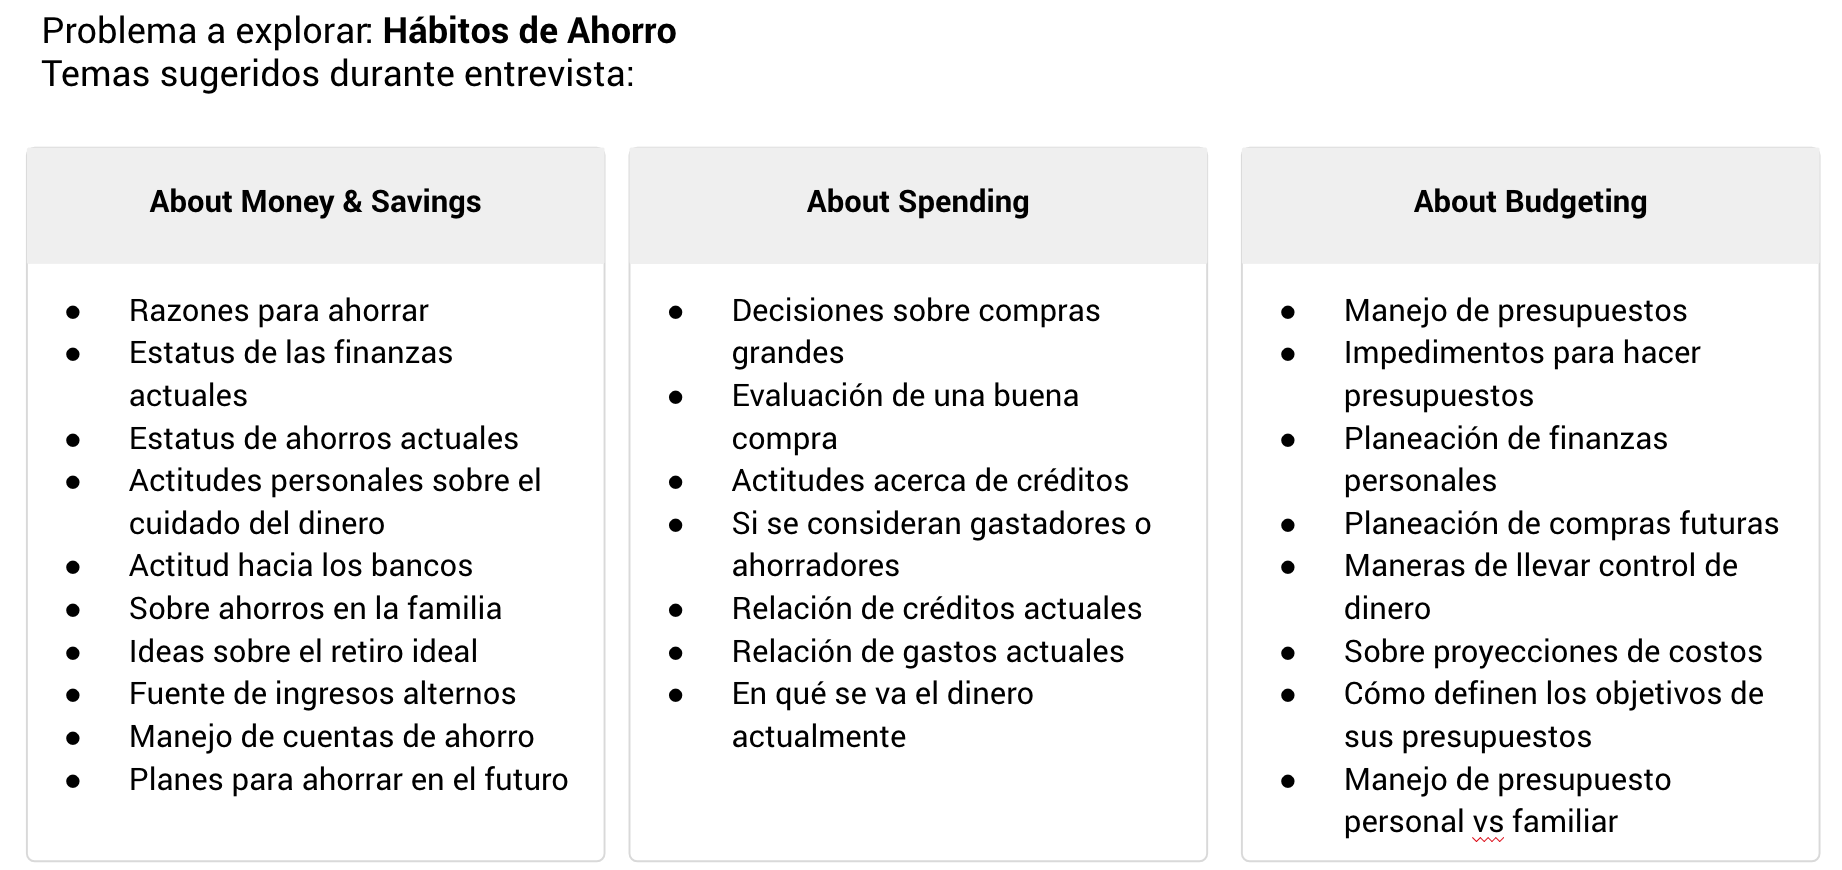 Problema a explorar: Hábitos de Ahorro
Temas sugeridos durante entrevista:
About Money & Savings
● Razones para ahorrar
● Estatus de las finanzas
actuales
● Estatus de ahorros actuales
● Actitudes personales sobre el
cuidado del dinero
● Actitud hacia los bancos
● Sobre ahorros en la familia
● Ideas sobre el retiro ideal
● Fuente de ingresos alternos
● Manejo de cuentas de ahorro
● Planes para ahorrar en el futuro
About Spending
● Decisiones sobre compras
grandes
● Evaluación de una buena
compra
● Actitudes acerca de créditos
● Si se consideran gastadores o
ahorradores
● Relación de créditos actuales
● Relación de gastos actuales
● En qué se va el dinero
actualmente
About Budgeting
● Manejo de presupuestos
● Impedimentos para hacer
presupuestos
● Planeación de finanzas
personales
● Planeación de compras futuras
● Maneras de llevar control de
dinero
● Sobre proyecciones de costos
● Cómo definen los objetivos de
sus presupuestos
● Manejo de presupuesto
personal vs familiar